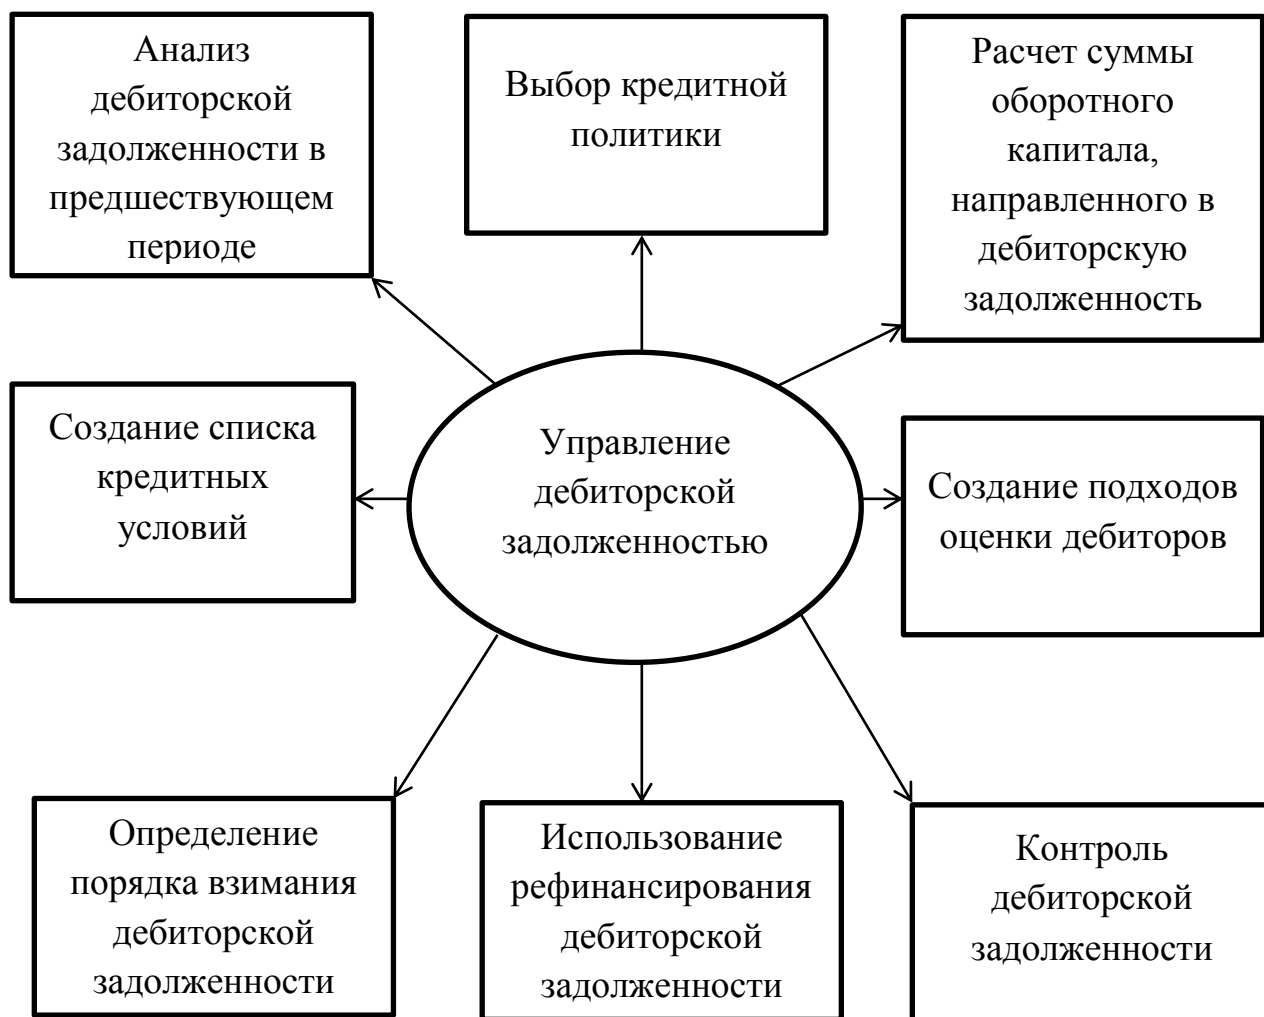 Анализ
дебиторской
задолженности в
предшествующем
периоде
Выбор кредитной
политики
Расчет суммы
оборотного
капитала,
направленного в
дебиторскую
задолженность
Создание списка
кредитных
условий
Управление
дебиторской
задолженностью
Создание подходов
оценки дебиторов
Определение
порядка взимания
дебиторской
задолженности
Использование
рефинансирования
дебиторской
задолженности
Контроль
дебиторской
задолженности